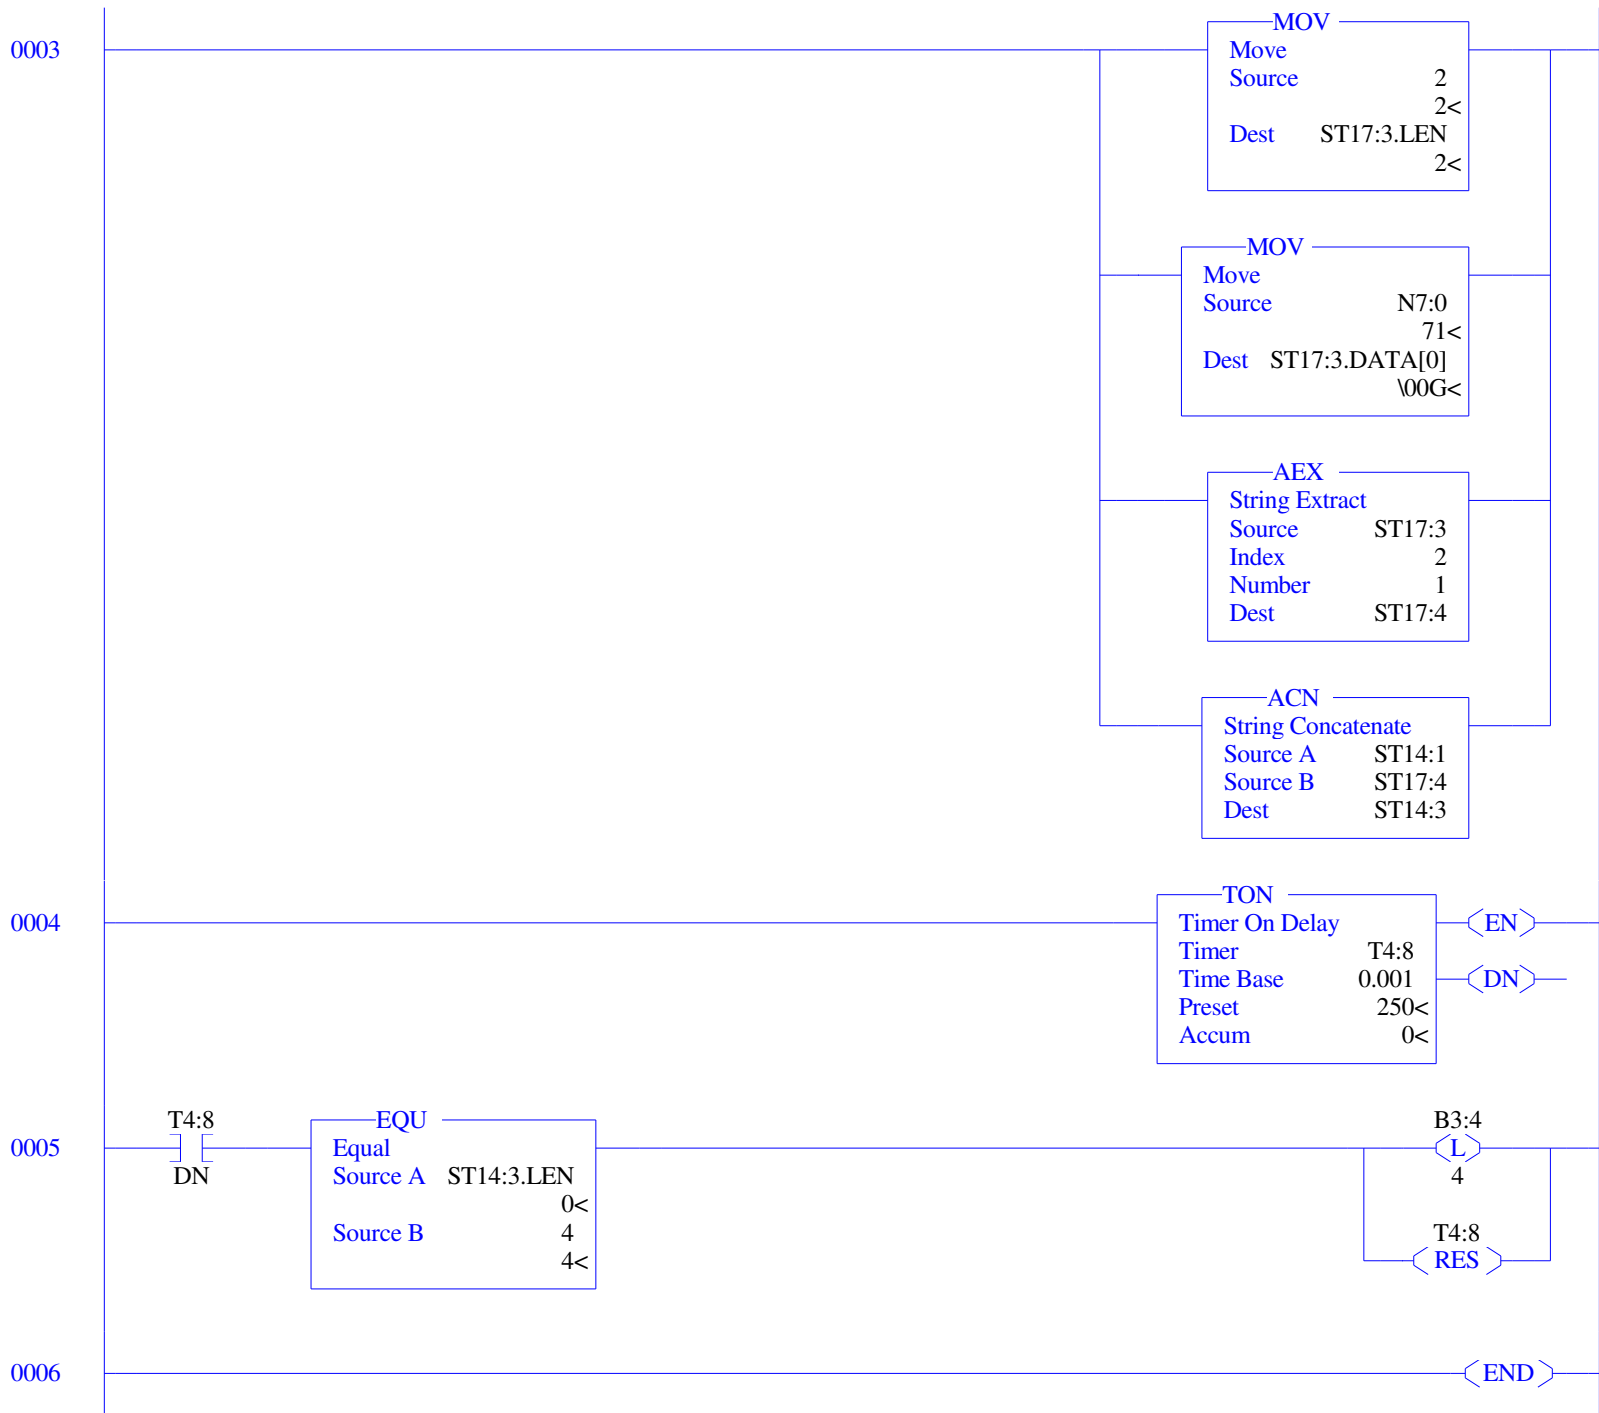 0003
MOV
Move
Source 2
2<
Dest ST17:3.LEN
2<
MOV
Move
Source N7:0
71<
Dest ST17:3.DATA[0]
\00G<
AEX
String Extract
Source ST17:3
Index 2
Number 1
Dest ST17:4
ACN
String Concatenate
Source A ST14:1
Source B ST17:4
Dest ST14:3
0004
TON
Timer On Delay
Timer T4:8
Time Base 0.001
Preset 250<
Accum 0<
EN
DN
0005
T4:8
DN
EQU
Equal
Source A ST14:3.LEN
0<
Source B 4
4<
B3:4
L
4
T4:8
RES
0006
END